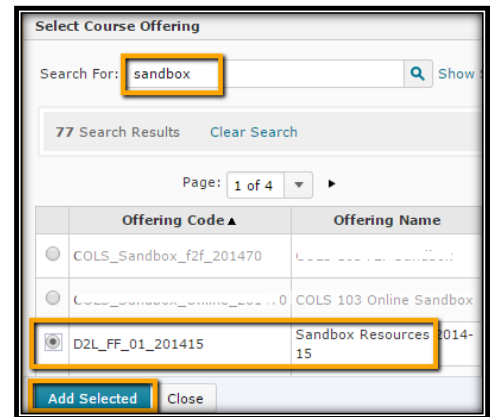 Select Course Offering
Search For: sandbox Show
77 Search Results Clear Search
Page: 1 of 4
Offering Code Offering Name
COLS_Sandbox_f2f_201470
COLS 103 Online Sandbox
D2L_FF_01_201415 Sandbox Resources 2014-
15
Add Selected Close